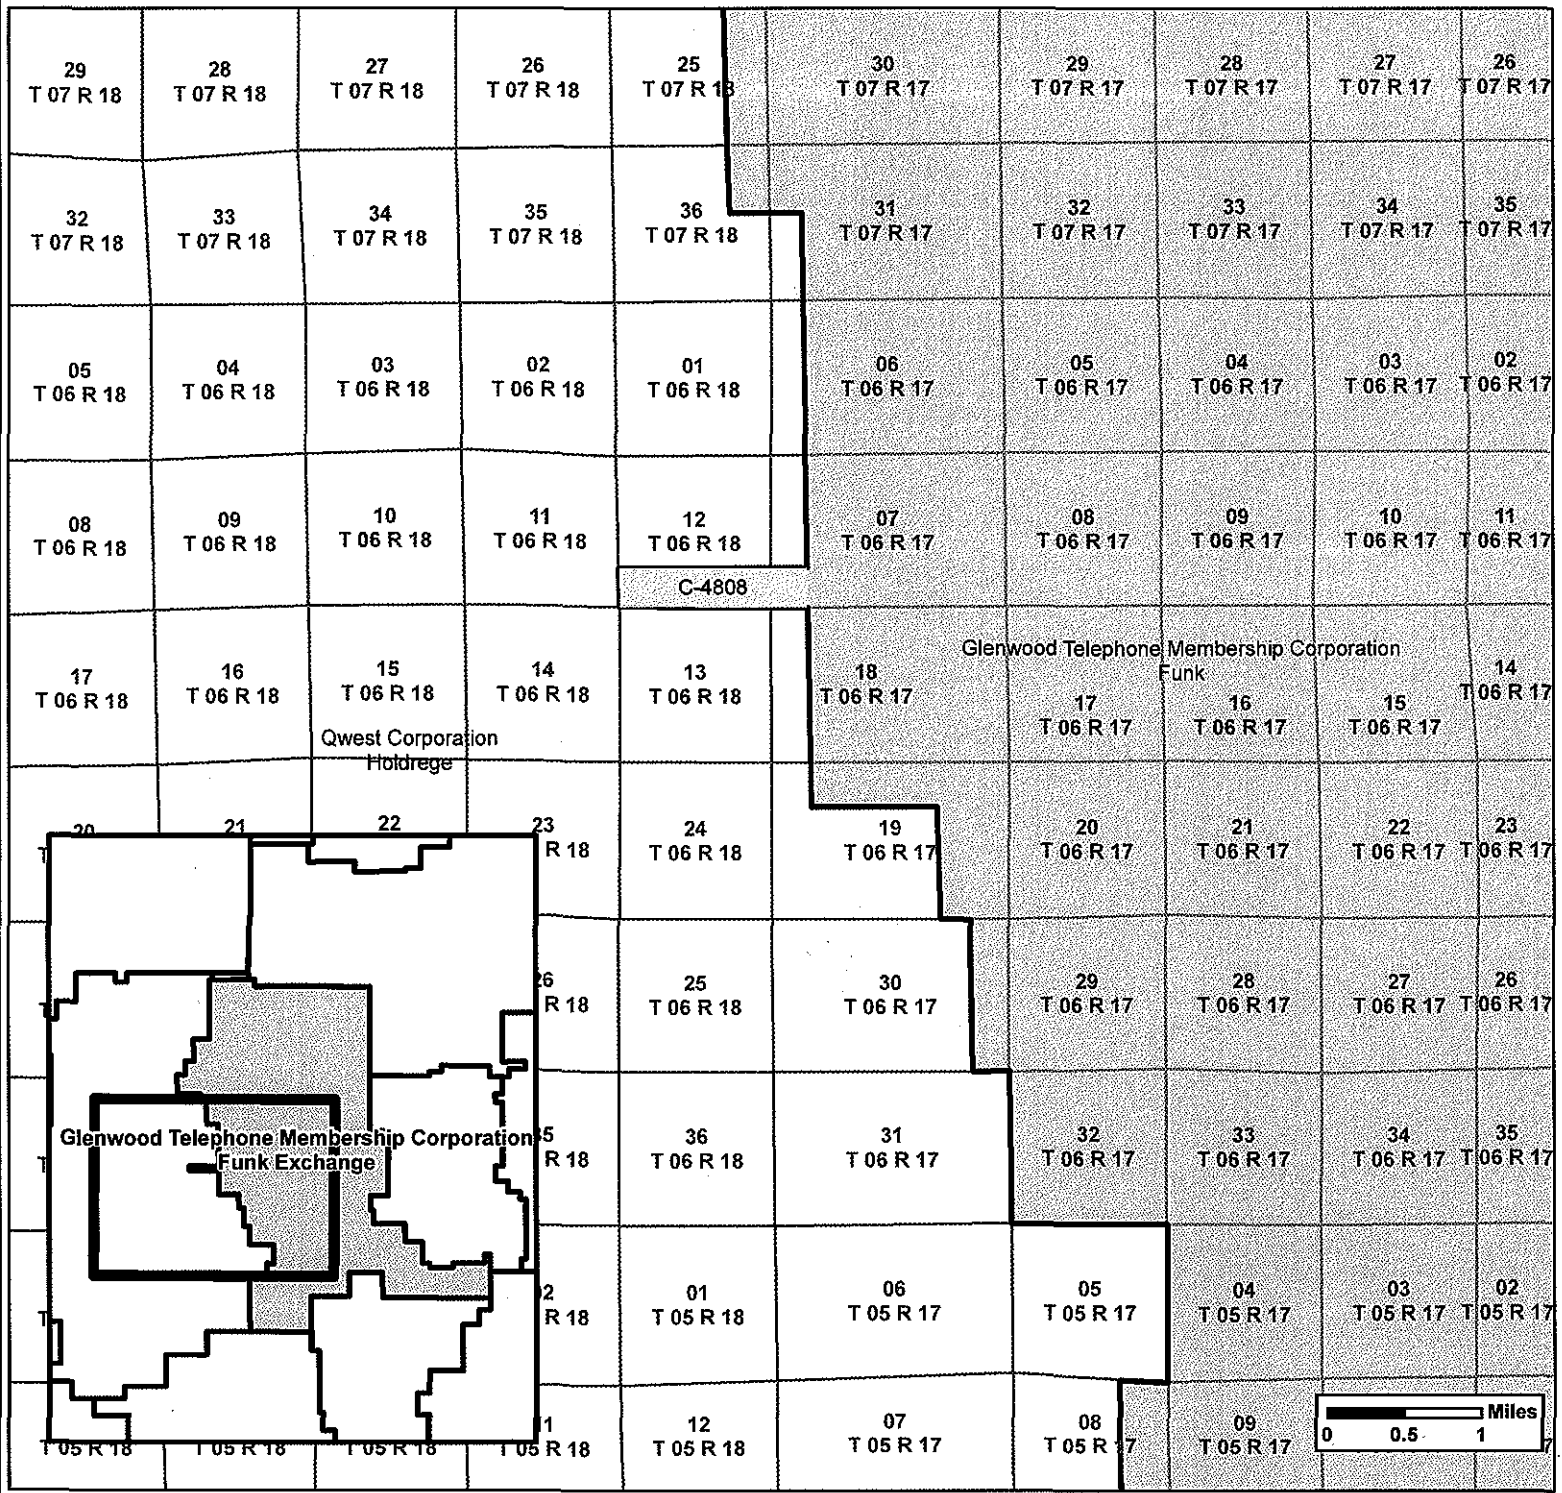 29
T 07 R 18
28
T 07 R 18
27
T 07 R 18
26
T 07 R 18
25
T 07 R 18
30
T 07 R 17
29
T 07 R 17
28
T 07 R 17
27
T 07 R 17
26
T 07 R 17
32
T 07 R 18
33
T 07 R 18
34
T 07 R 18
35
T 07 R 18
36
T 07 R 18
31
T 07 R 17
32
T 07 R 17
33
T 07 R 17
34
T 07 R 17
35
T 07 R 17
05
T 06 R 18
04
T 06 R 18
03
T 06 R 18
02
T 06 R 18
01
T 06 R 18
06
T 06 R 17
05
T 06 R 17
04
T 06 R 17
03
T 06 R 17
02
T 06 R 17
08
T 06 R 18
09
T 06 R 18
10
T 06 R 18
11
T 06 R 18
12
T 06 R 18
07
T 06 R 17
08
T 06 R 17
09
T 06 R 17
10
T 06 R 17
11
T 06 R 17
C-4808
17
T 06 R 18
16
T 06 R 18
15
T 06 R 18
14
T 06 R 18
13
T 06 R 18
18
T 06 R 17
Glenwood Telephone Membership Corporation
Funk
17
T 06 R 17
16
T 06 R 17
15
T 06 R 17
14
T 06 R 17
Qwest Corporation
Holdrege
20
T
21
22
23
R 18
24
T 06 R 18
19
T 06 R 17
20
T 06 R 17
21
T 06 R 17
22
T 06 R 17
23
T 06 R 17
26
R 18
25
T 06 R 18
30
T 06 R 17
29
T 06 R 17
28
T 06 R 17
27
T 06 R 17
26
T 06 R 17
Glenwood Telephone Membership Corporation
Funk Exchange
35
R 18
36
T 06 R 18
31
T 06 R 17
32
T 06 R 17
33
T 06 R 17
34
T 06 R 17
35
T 06 R 17
02
R 18
01
T 05 R 18
06
T 05 R 17
05
T 05 R 17
04
T 05 R 17
03
T 05 R 17
02
T 05 R 17
T 05 R 18
T 05 R 18
T 05 R 18
T 05 R 18
12
T 05 R 18
07
T 05 R 17
08
T 05 R 17
09
T 05 R 17
Miles
0 0.5 1